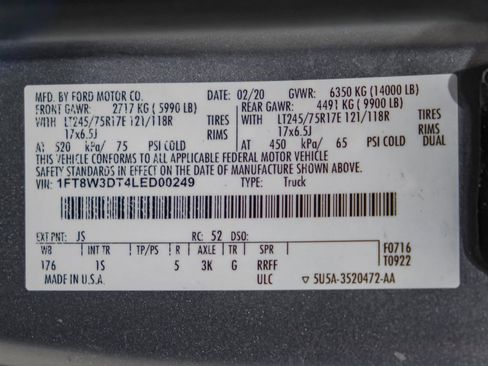 MFD. BY FORD MOTOR CO.
DATE: 02/20 GVWR: 6350 KG (14000 LB)
FRONT GAWR: 2717 KG (5990 LB) REAR GAWR: 4491 KG (9900 LB)
WITH LT245/75R17E 121/118R TIRES WITH LT245/75R17E 121/118R TIRES
17x6.5J RIMS 17x6.5J RIMS
AT 520 kPa/ 75 PSI COLD AT 450 kPa/ 65 PSI COLD DUAL
THIS VEHICLE CONFORMS TO ALL APPLICABLE FEDERAL MOTOR VEHICLE
SAFETY STANDARDS IN EFFECT ON THE DATE OF MANUFACTURE SHOWN ABOVE.
VIN: 1FT8W3DT4LED00249 TYPE: Truck
EXT PNT: JS RC: 52 DSO:
WB INT TR TP/PS R AXLE TR SPR F0716
176 1S 5 3K G RRFF T0922
MADE IN U.S.A. ULC ▽ 5U5A-3520472-AA